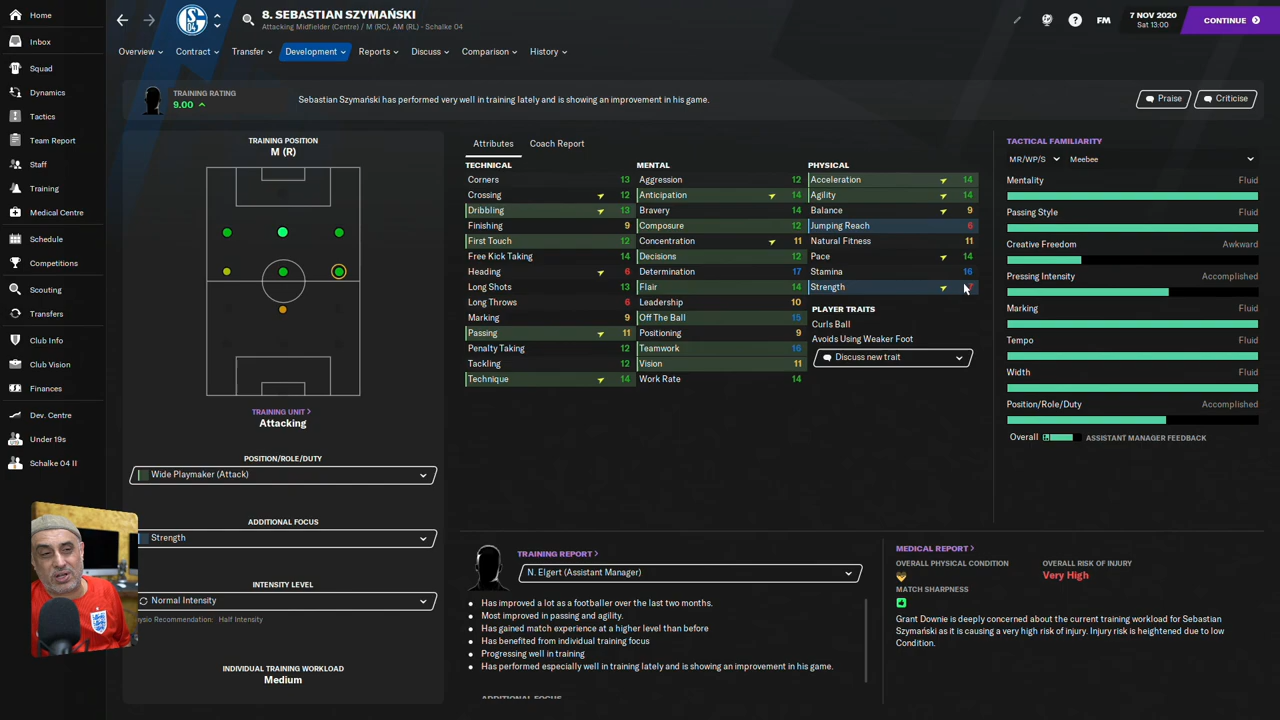 Home
Inbox
Squad
Dynamics
Tactics
Team Report
Staff
Training
Medical Centre
Schedule
Competitions
Scouting
Transfers
Club Info
Club Vision
Finances
Dev. Centre
Under 19s
Schalke 04 II
8. SEBASTIAN SZYMAŃSKI
Attacking Midfielder (Centre) / M (RC), AM (RL) - Schalke 04
FM
7 NOV 2020
Sat 13:00
CONTINUE
Overview
Contract
Transfer
Development
Reports
Discuss
Comparison
History
TRAINING RATING
9.00
Sebastian Szymański has performed very well in training lately and is showing an improvement in his game.
Praise
Criticise
TRAINING POSITION
M (R)
TRAINING UNIT >
Attacking
POSITION/ROLE/DUTY
Wide Playmaker (Attack)
ADDITIONAL FOCUS
Strength
INTENSITY LEVEL
Normal Intensity
Recommendation: Half Intensity
INDIVIDUAL TRAINING WORKLOAD
Medium
Attributes
Coach Report
TECHNICAL
Corners 13
Crossing 12
Dribbling 13
Finishing 9
First Touch 12
Free Kick Taking 14
Heading 6
Long Shots 13
Long Throws 6
Marking 9
Passing 11
Penalty Taking 12
Tackling 12
Technique 14
MENTAL
Aggression 12
Anticipation 14
Bravery 14
Composure 12
Concentration 11
Decisions 12
Determination 17
Flair 14
Leadership 10
Off The Ball 15
Positioning 9
Teamwork 16
Vision 11
Work Rate 14
PHYSICAL
Acceleration 14
Agility 14
Balance 9
Jumping Reach 6
Natural Fitness 11
Pace 14
Stamina 16
Strength
PLAYER TRAITS
Curls Ball
Avoids Using Weaker Foot
Discuss new trait
TACTICAL FAMILIARITY
MR/WP/S
Meebee
Mentality Fluid
Passing Style Fluid
Creative Freedom Awkward
Pressing Intensity Accomplished
Marking Fluid
Tempo Fluid
Width Fluid
Position/Role/Duty Accomplished
Overall
ASSISTANT MANAGER FEEDBACK
TRAINING REPORT >
N. Elgert (Assistant Manager)
Has improved a lot as a footballer over the last two months.
Most improved in passing and agility.
Has gained match experience at a higher level than before
Has benefited from individual training focus
Progressing well in training
Has performed especially well in training lately and is showing an improvement in his game.
MEDICAL REPORT >
OVERALL PHYSICAL CONDITION
MATCH SHARPNESS
OVERALL RISK OF INJURY
Very High
Grant Downie is deeply concerned about the current training workload for Sebastian
Szymański as it is causing a very high risk of injury. Injury risk is heightened due to low
Condition.